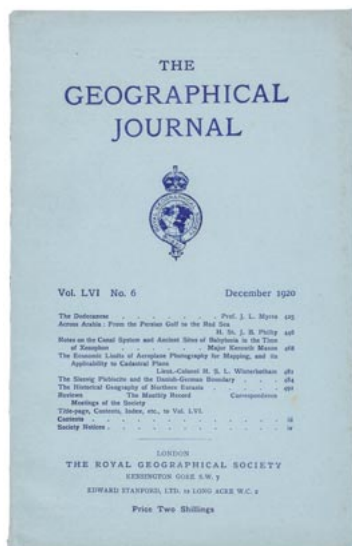 THE
GEOGRAPHICAL
JOURNAL
ROYAL GEOGRAPHICAL SOCIETY
Vol. LVI No. 6 December 1920
The Dodecanese . . . . . . . . Prof. J. L. Myres 425
Across Arabia : From the Persian Gulf to the Red Sea
H. St. J. B. Philby 446
Notes on the Canal System and Ancient Sites of Babylonia in the Time
of Xenophon . . . . . . . Major Kenneth Mason 468
The Economic Limits of Aeroplane Photography for Mapping, and its
Applicability to Cadastral Plans
Lieut.-Colonel H. S. L. Winterbotham 481
The Slesvig Plebiscite and the Danish-German Boundary . . . . 484
The Historical Geography of Northern Eurasia . . . . . 492
Reviews The Monthly Record Correspondence
Meetings of the Society
Title-page, Contents, Index, etc., to Vol. LVI.
Contents . . . . . . . . . . . . .
Society Notices . . . . . . . . . . . .
LONDON
THE ROYAL GEOGRAPHICAL SOCIETY
KENSINGTON GORE S.W. 7
EDWARD STANFORD, LTD. 12 LONG ACRE W.C. 2
Price Two Shillings